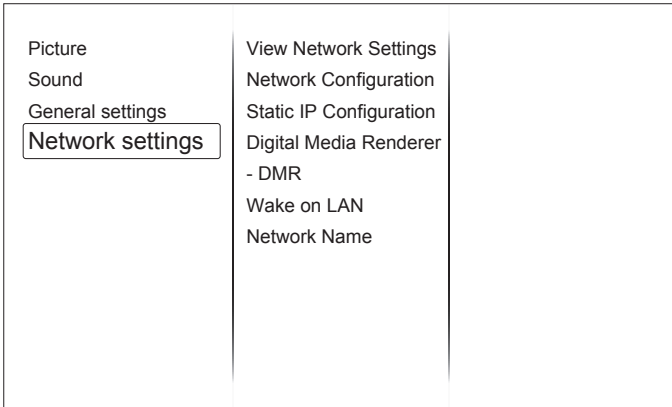 Picture
Sound
General settings
Network settings
View Network Settings
Network Configuration
Static IP Configuration
Digital Media Renderer
- DMR
Wake on LAN
Network Name